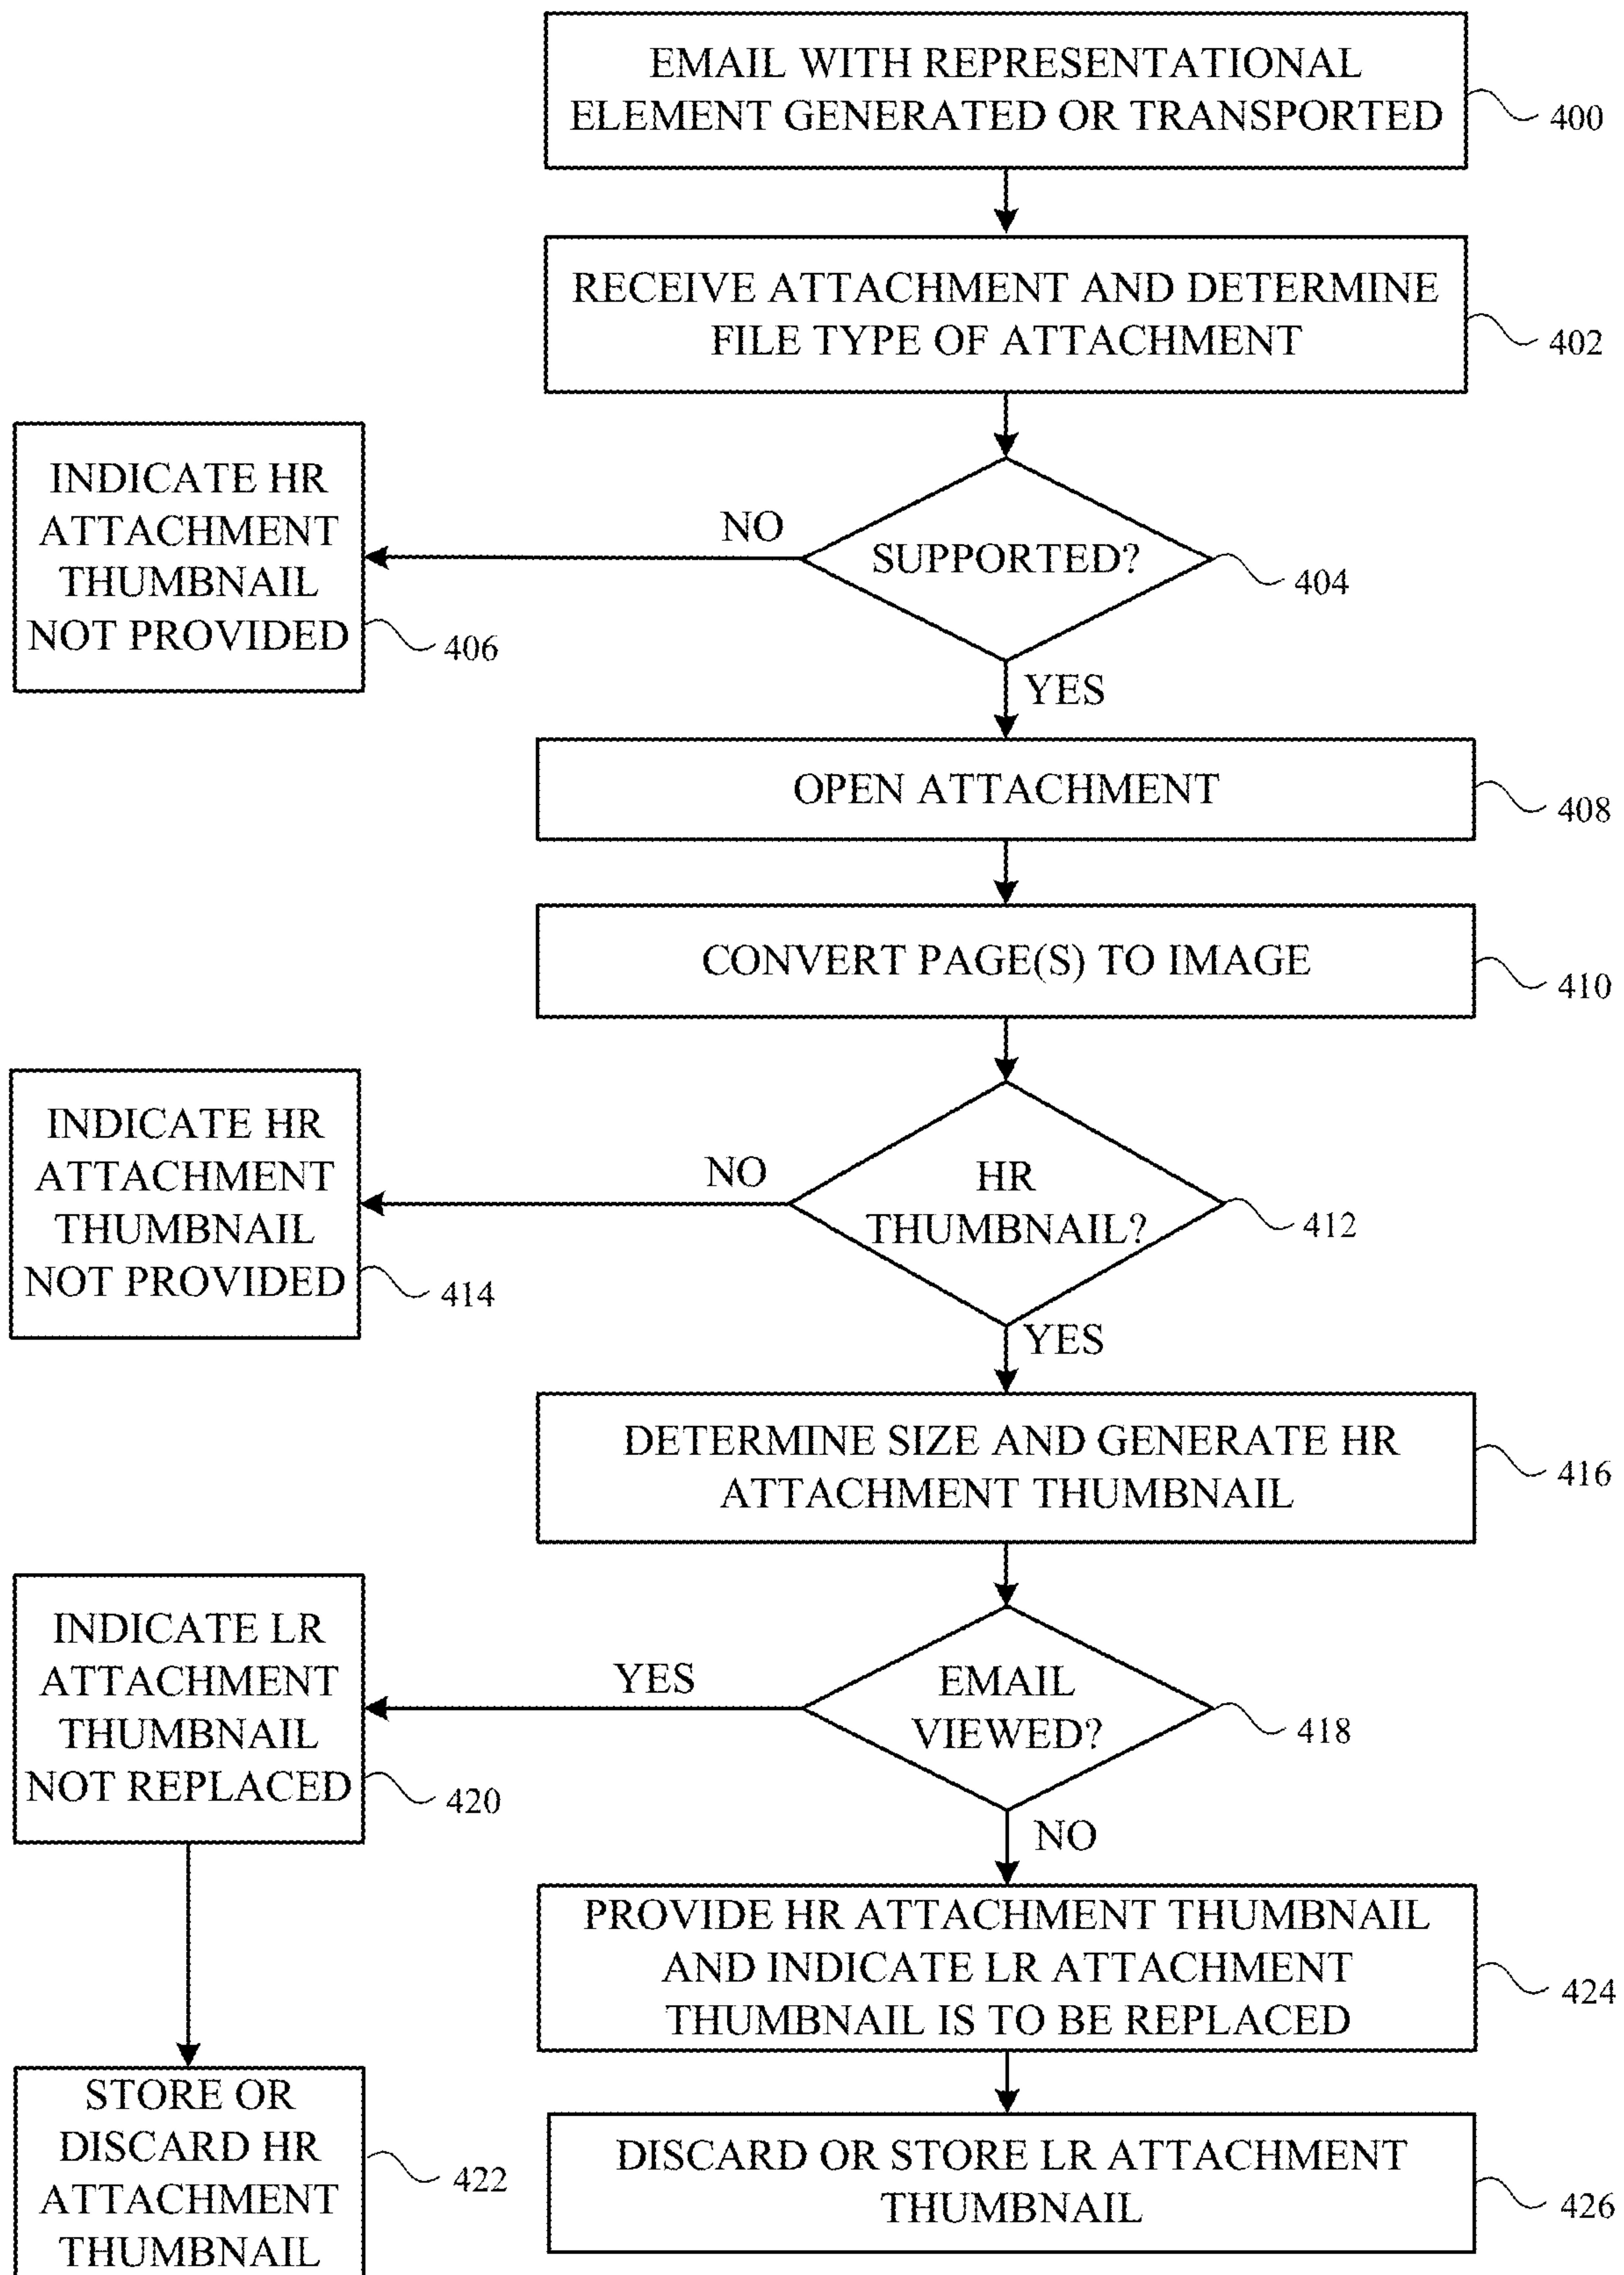 EMAIL WITH REPRESENTATIONAL
ELEMENT GENERATED OR TRANSPORTED
400
RECEIVE ATTACHMENT AND DETERMINE
FILE TYPE OF ATTACHMENT
402
SUPPORTED?
404
NO
INDICATE HR
ATTACHMENT
THUMBNAIL
NOT PROVIDED
406
YES
OPEN ATTACHMENT
408
CONVERT PAGE(S) TO IMAGE
410
HR
THUMBNAIL?
412
NO
INDICATE HR
ATTACHMENT
THUMBNAIL
NOT PROVIDED
414
YES
DETERMINE SIZE AND GENERATE HR
ATTACHMENT THUMBNAIL
416
EMAIL
VIEWED?
418
YES
INDICATE LR
ATTACHMENT
THUMBNAIL
NOT REPLACED
420
STORE OR
DISCARD HR
ATTACHMENT
THUMBNAIL
422
NO
PROVIDE HR ATTACHMENT THUMBNAIL
AND INDICATE LR ATTACHMENT
THUMBNAIL IS TO BE REPLACED
424
DISCARD OR STORE LR ATTACHMENT
THUMBNAIL
426